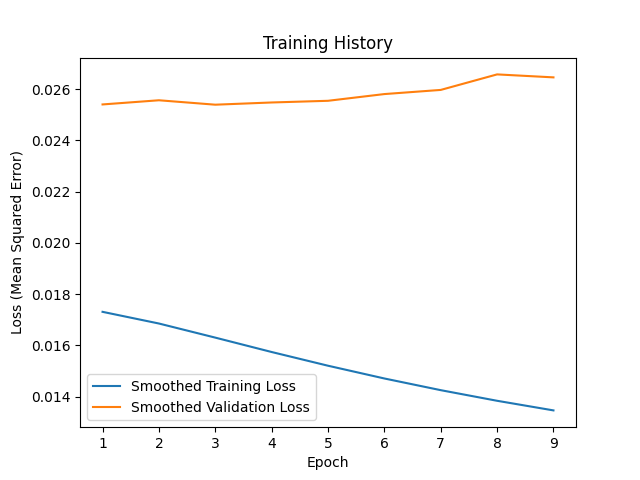 Training History
Loss (Mean Squared Error)
0.026
0.024
0.022
0.020
0.018
0.016
0.014
Smoothed Training Loss
Smoothed Validation Loss
1 2 3 4 5 6 7 8 9
Epoch